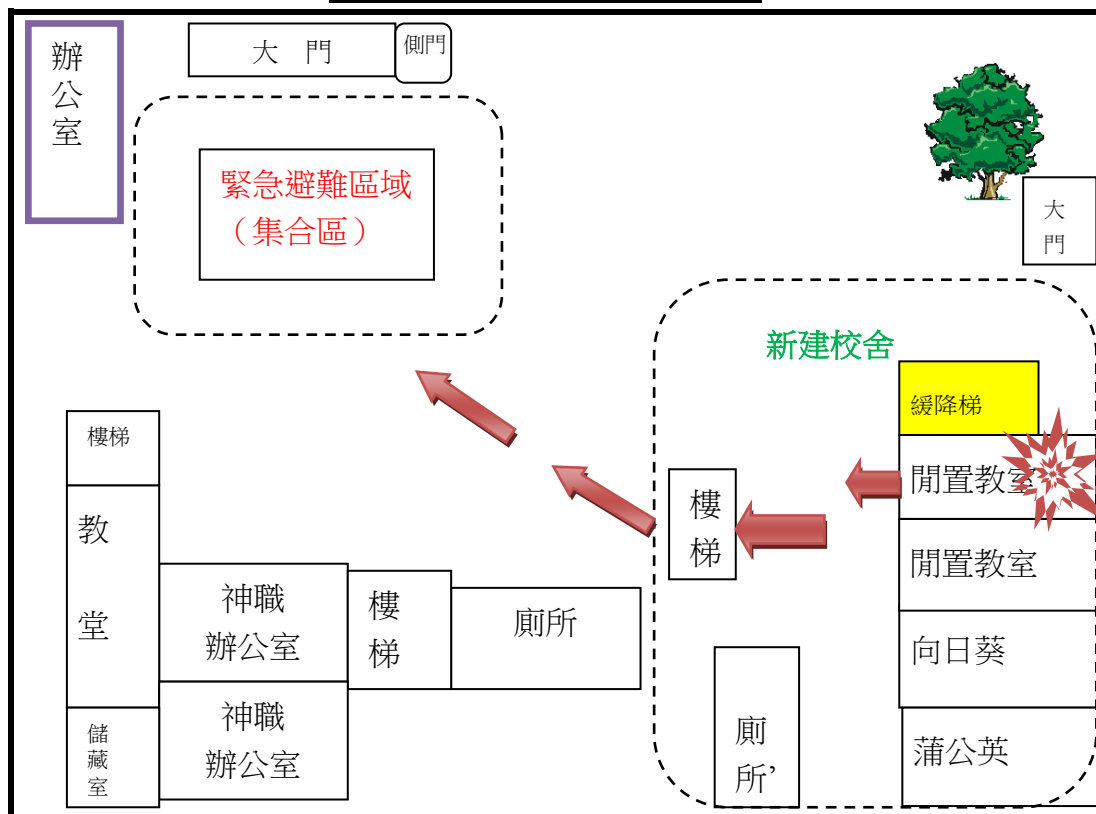 辦
公
室
大 門
側門
緊急避難區域
（集合區）
大
門
新建校舍
緩降梯
閒置教室
閒置教室
向日葵
蒲公英
樓
梯
廁
所’
樓梯
教
堂
儲
藏
室
神職
辦公室
神職
辦公室
樓
梯
廁所